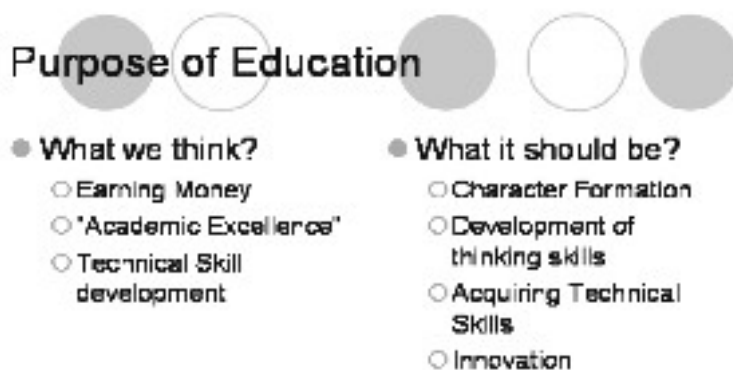 Purpose of Education
What we think?
Earning Money
"Academic Excellence"
Technical Skill
development
What it should be?
Character Formation
Development of
thinking skills
Acquiring Technical
Skills
Innovation